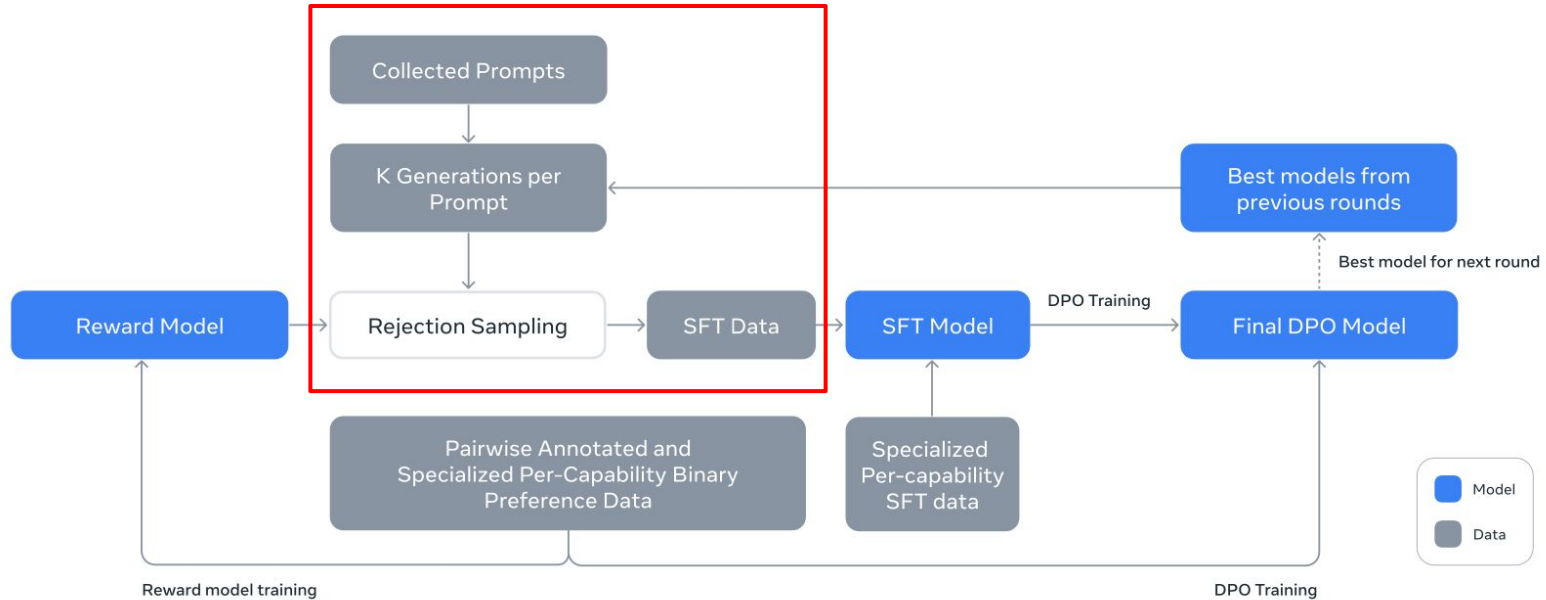 Collected Prompts
K Generations per
Prompt
Best models from
previous rounds
Best model for next round
Reward Model
Rejection Sampling
SFT Data
SFT Model
DPO Training
Final DPO Model
Pairwise Annotated and
Specialized Per-Capability Binary
Preference Data
Specialized
Per-capability
SFT data
Model
Data
Reward model training
DPO Training